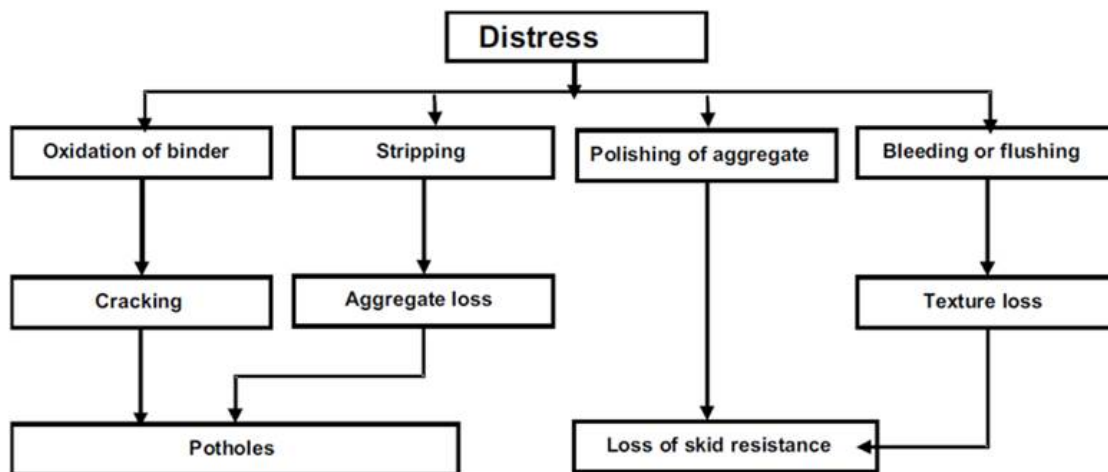 Distress
Oxidation of binder
Stripping
Polishing of aggregate
Bleeding or flushing
Cracking
Aggregate loss
Texture loss
Potholes
Loss of skid resistance